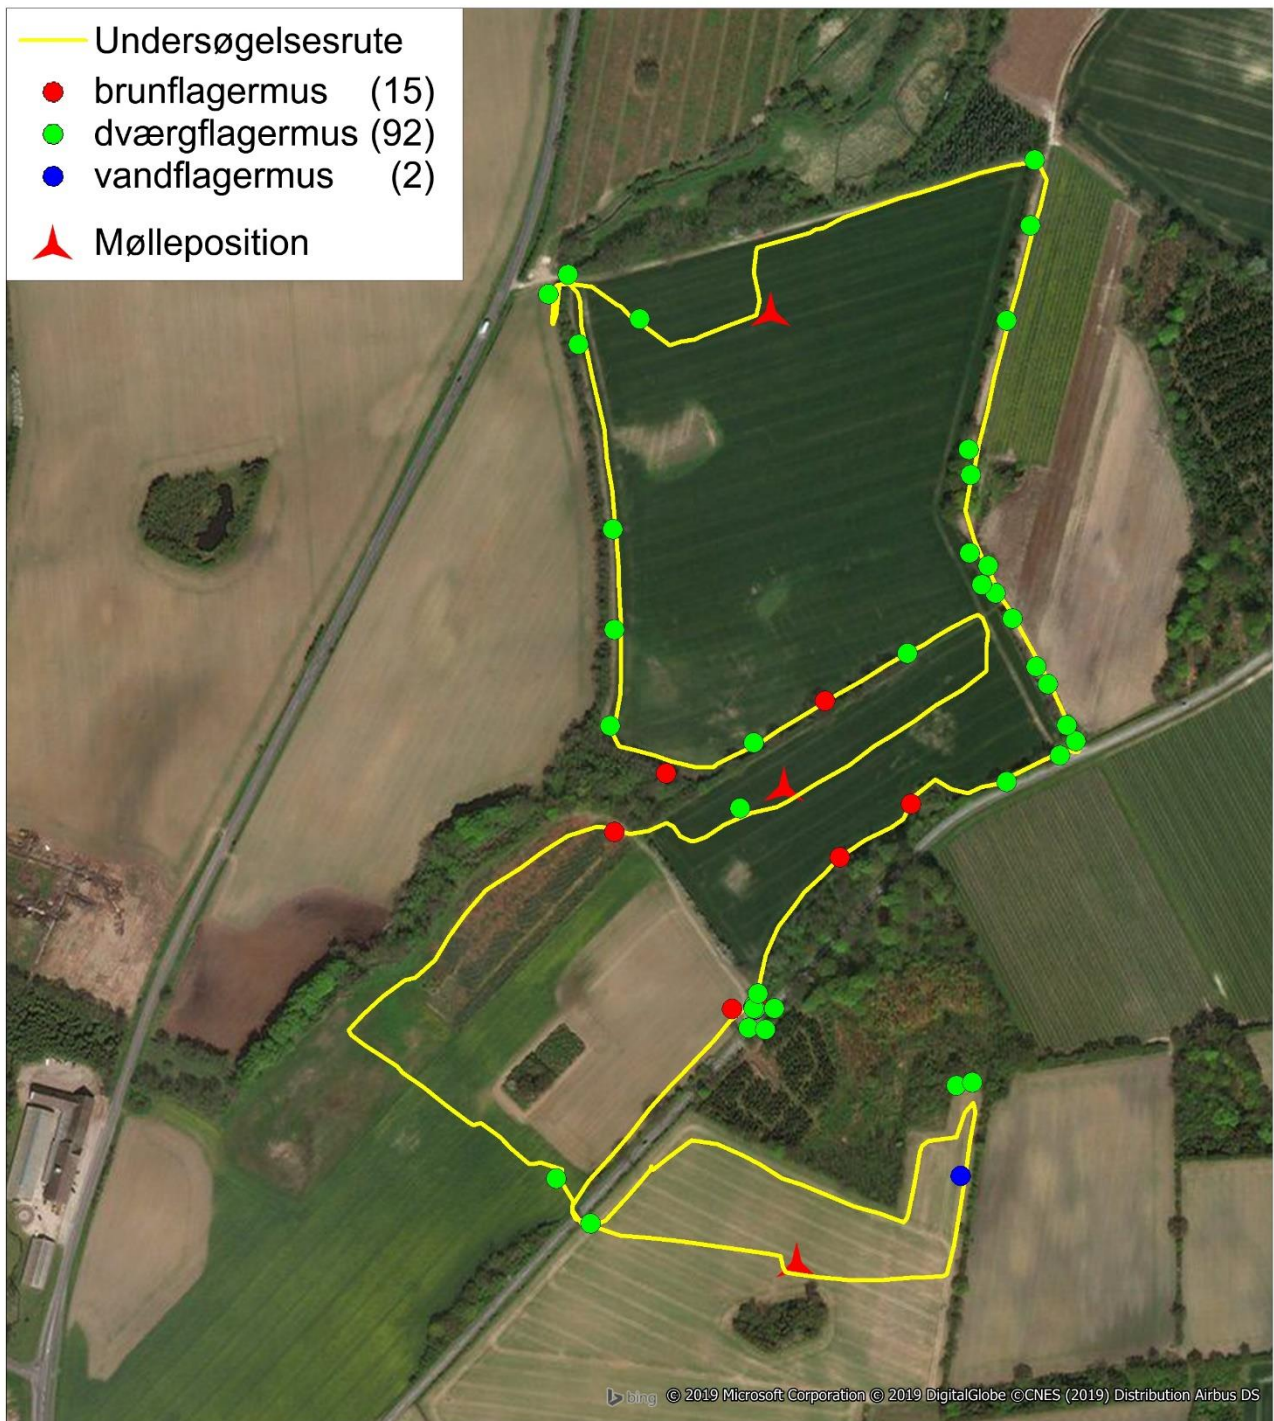 Undersøgelsesrute
brunflagermus (15)
dværgflagermus (92)
vandflagermus (2)
Mølleposition
bing © 2019 Microsoft Corporation © 2019 DigitalGlobe ©CNES (2019) Distribution Airbus DS